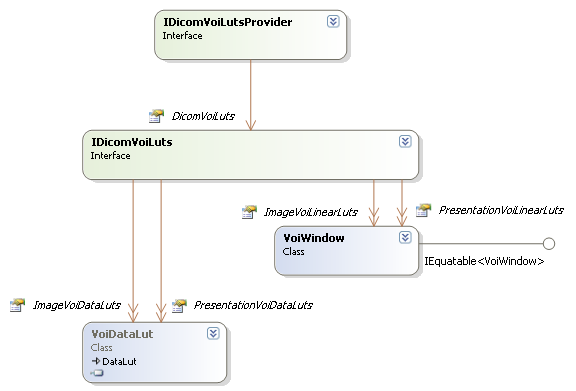 IDicomVoiLutsProvider
Interface
DicomVoiLuts
IDicomVoiLuts
Interface
ImageVoiLinearLuts
PresentationVoiLinearLuts
VoiWindow
Class
IEquatable<VoiWindow>
ImageVoiDataLuts
PresentationVoiDataLuts
VoiDataLut
Class
DataLut